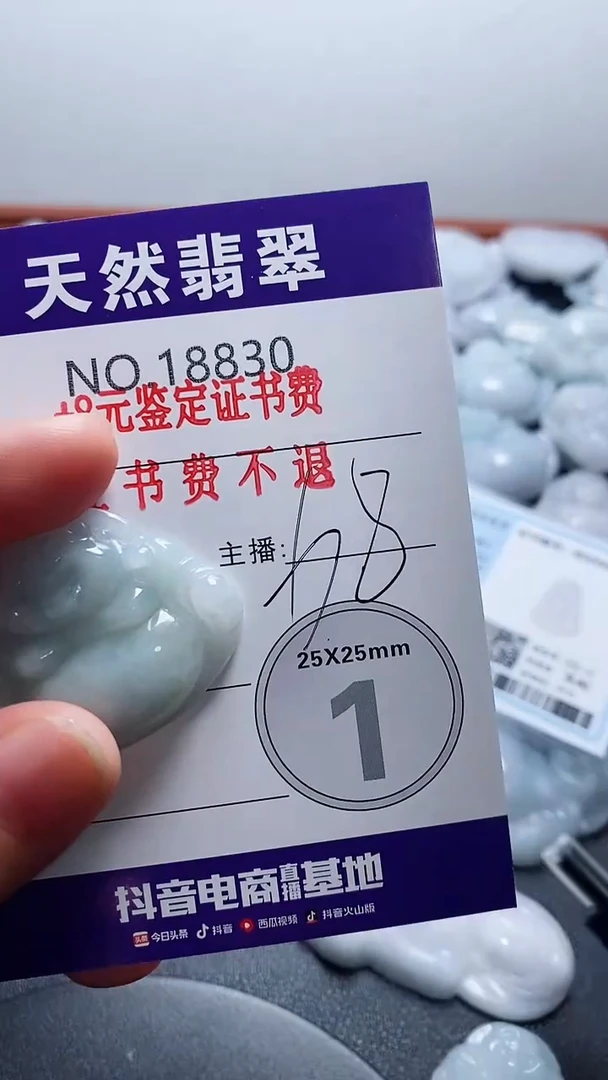 天然翡翠
NO.18830
元鉴定证书费
书费不退
主播:
25X25mm
1
抖音电商直播基地
头条 今日头条 抖音 西瓜视频 抖音火山版